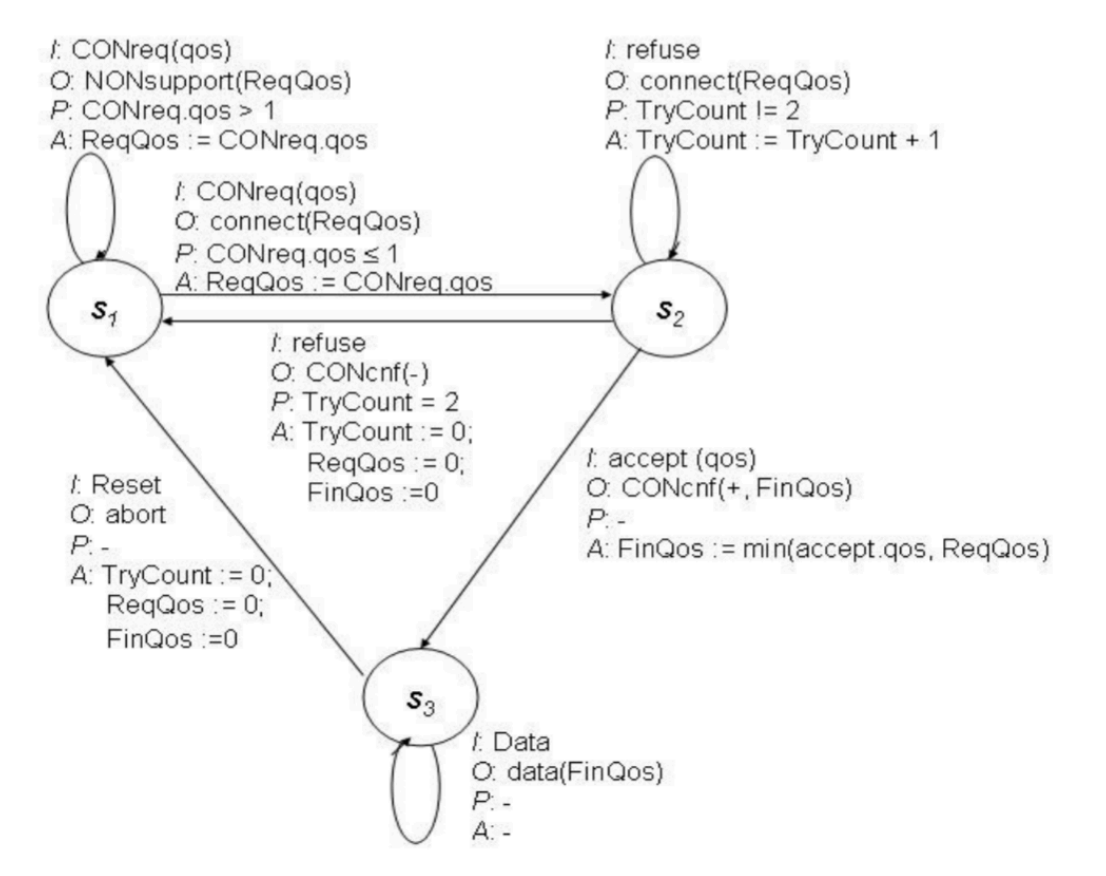 I: CONreq(qos)
O: NONsupport(ReqQos)
P: CONreq.qos > 1
A: ReqQos := CONreq.qos
I: refuse
O: connect(ReqQos)
P: TryCount != 2
A: TryCount := TryCount + 1
I: CONreq(qos)
O: connect(ReqQos)
P: CONreq.qos ≤ 1
A: ReqQos := CONreq.qos
s1
s2
I: refuse
O: CONcnf(-)
P: TryCount = 2
A: TryCount := 0;
ReqQos := 0;
FinQos :=0
I: Reset
O: abort
P: -
A: TryCount := 0;
ReqQos := 0;
FinQos :=0
I: accept (qos)
O: CONcnf(+, FinQos)
P: -
A: FinQos := min(accept.qos, ReqQos)
s3
I: Data
O: data(FinQos)
P: -
A: -